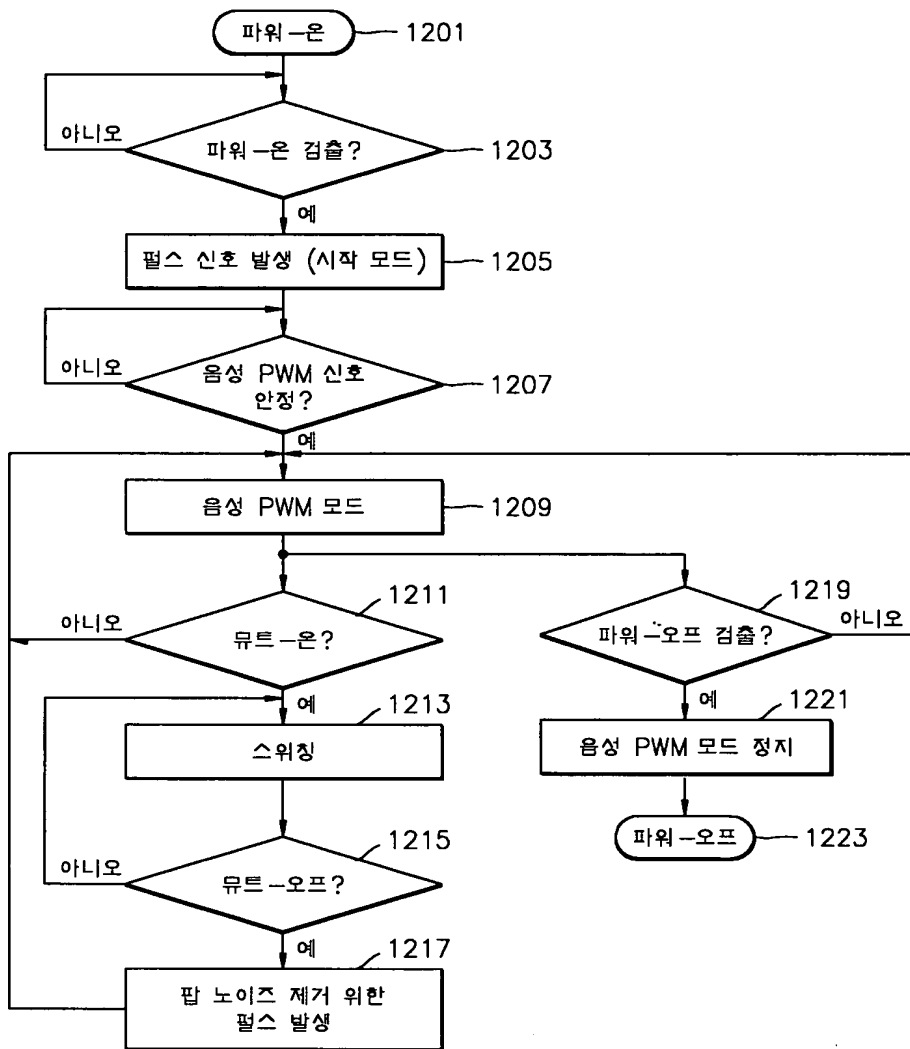 파워-온
1201
아니오
파워-온 검출?
1203
예
펄스 신호 발생 (시작 모드)
1205
아니오
음성 PWM 신호
안정?
1207
예
음성 PWM 모드
1209
1211
아니오
뮤트-온?
예
1213
스위칭
1215
아니오
뮤트-오프?
예
1217
팝 노이즈 제거 위한
펄스 발생
1219
파워-오프 검출?
아니오
예
1221
음성 PWM 모드 정지
파워-오프
1223